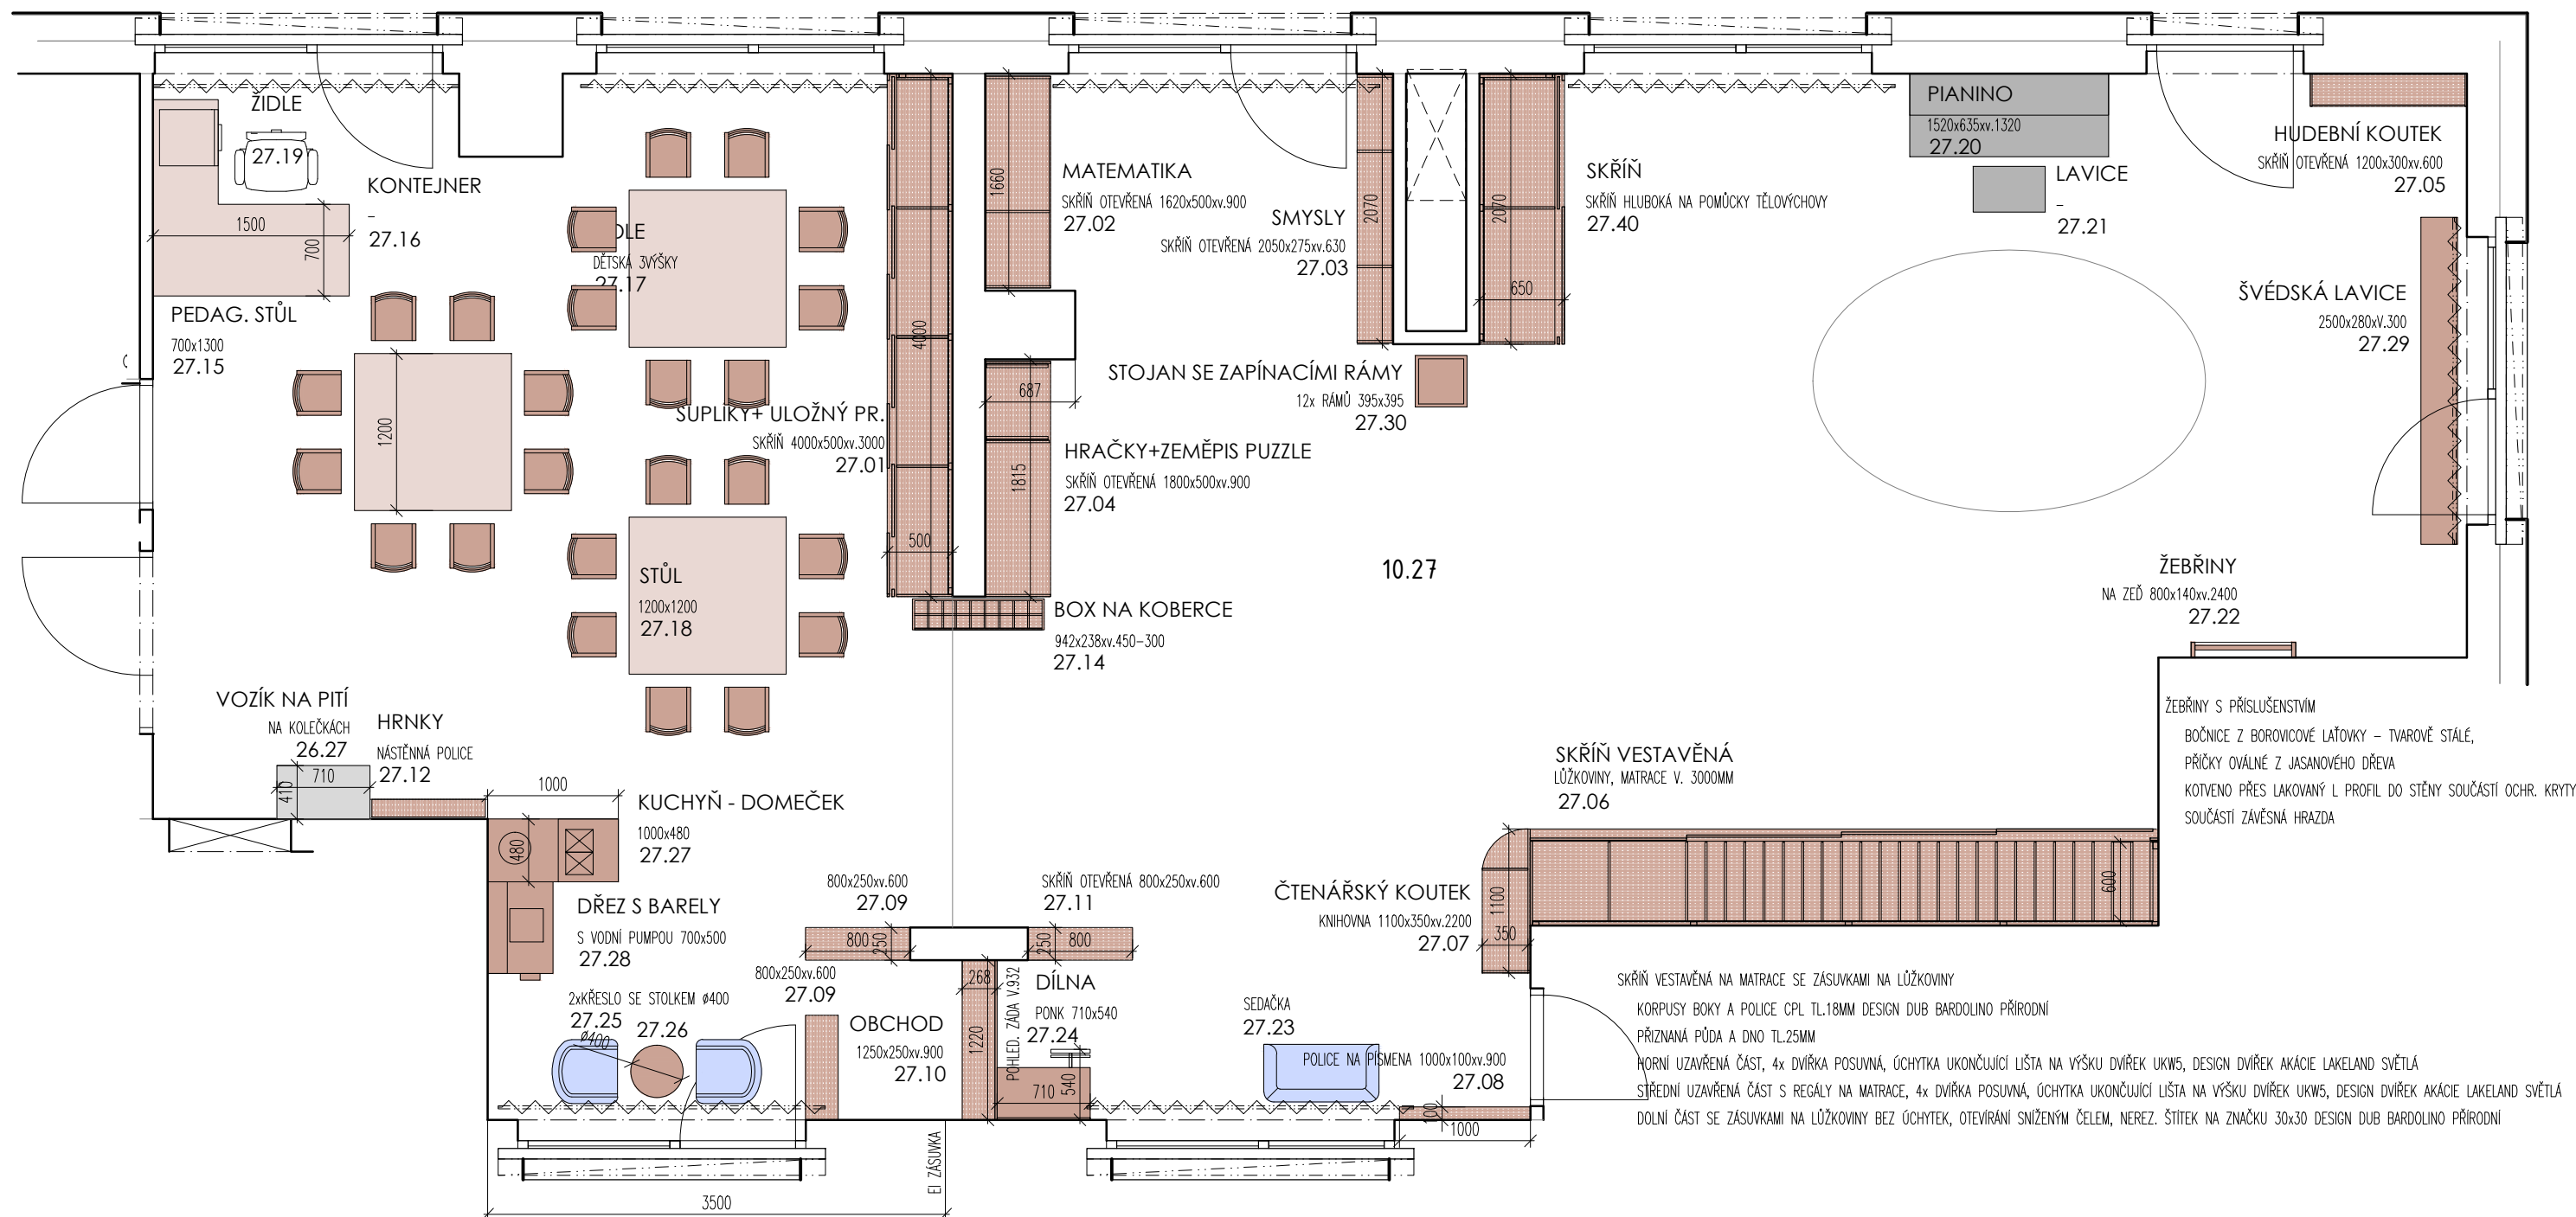 ŽIDLE
27.19
KONTEJNER
-
27.16
1500
700
PEDAG. STŮL
700x1300
27.15
DĚTSKÁ 3VÝŠKY
27.17
1200
STŮL
1200x1200
27.18
4000
500
SKŘÍŇ 4000x500xv.3000
27.01
1660
MATEMATIKA
SKŘÍŇ OTEVŘENÁ 1620x500xv.900
27.02
SMYSLY
SKŘÍŇ OTEVŘENÁ 2050x275xv.630
27.03
2070
2070
650
SKŘÍŇ
SKŘÍŇ HLUBOKÁ NA POMŮCKY TĚLOVÝCHOVY
27.40
PIANINO
1520x635xv.1320
27.20
LAVICE
-
27.21
HUDEBNÍ KOUTEK
SKŘÍŇ OTEVŘENÁ 1200x300xv.600
27.05
ŠVÉDSKÁ LAVICE
2500x280xV.300
27.29
STOJAN SE ZAPÍNACÍMI RÁMY
12x RÁMŮ 395x395
27.30
687
1815
ŠUPLÍKY+ ULOŽNÝ PR.
HRAČKY+ZEMĚPIS PUZZLE
SKŘÍŇ OTEVŘENÁ 1800x500xv.900
27.04
10.27
BOX NA KOBERCE
942x238xv.450-300
27.14
ŽEBŘINY
NA ZEĎ 800x140xv.2400
27.22
ŽEBŘINY S PŘÍSLUŠENSTVÍM
BOČNICE Z BOROVICOVÉ LAŤOVKY – TVAROVĚ STÁLÉ,
PŘÍČKY OVÁLNÉ Z JASANOVÉHO DŘEVA
KOTVENO PŘES LAKOVANÝ L PROFIL DO STĚNY SOUČÁSTÍ OCHR. KRYTY
SOUČÁSTÍ ZÁVĚSNÁ HRAZDA
VOZÍK NA PITÍ
NA KOLEČKÁCH
26.27
710
410
HRNKY
NÁSTĚNNÁ POLICE
27.12
1000
480
KUCHYŇ - DOMEČEK
1000x480
27.27
DŘEZ S BARELY
S VODNÍ PUMPOU 700x500
27.28
2xKŘESLO SE STOLKEM ø400
27.25
27.26
ø400
800x250xv.600
27.09
800
250
SKŘÍŇ OTEVŘENÁ 800x250xv.600
27.11
250
800
800x250xv.600
27.09
OBCHOD
1250x250xv.900
27.10
268
1220
POHLED. ZÁDA V.932
DÍLNA
PONK 710x540
27.24
710
540
SEDAČKA
27.23
POLICE NA PÍSMENA 1000x100xv.900
27.08
100
1000
ČTENÁŘSKÝ KOUTEK
KNIHOVNA 1100x350xv.2200
27.07
1100
350
SKŘÍŇ VESTAVĚNÁ
LŮŽKOVINY, MATRACE V. 3000MM
27.06
600
SKŘÍŇ VESTAVĚNÁ NA MATRACE SE ZÁSUVKAMI NA LŮŽKOVINY
KORPUSY BOKY A POLICE CPL TL.18MM DESIGN DUB BARDOLINO PŘÍRODNÍ
PŘIZNANÁ PŮDA A DNO TL.25MM
HORNÍ UZAVŘENÁ ČÁST, 4x DVÍŘKA POSUVNÁ, ÚCHYTKA UKONČUJÍCÍ LIŠTA NA VÝŠKU DVÍŘEK UKW5, DESIGN DVÍŘEK AKÁCIE LAKELAND SVĚTLÁ
STŘEDNÍ UZAVŘENÁ ČÁST S REGÁLY NA MATRACE, 4x DVÍŘKA POSUVNÁ, ÚCHYTKA UKONČUJÍCÍ LIŠTA NA VÝŠKU DVÍŘEK UKW5, DESIGN DVÍŘEK AKÁCIE LAKELAND SVĚTLÁ
DOLNÍ ČÁST SE ZÁSUVKAMI NA LŮŽKOVINY BEZ ÚCHYTEK, OTEVÍRÁNÍ SNÍŽENÝM ČELEM, NEREZ. ŠTÍTEK NA ZNAČKU 30x30 DESIGN DUB BARDOLINO PŘÍRODNÍ
El ZÁSUVKA
3500